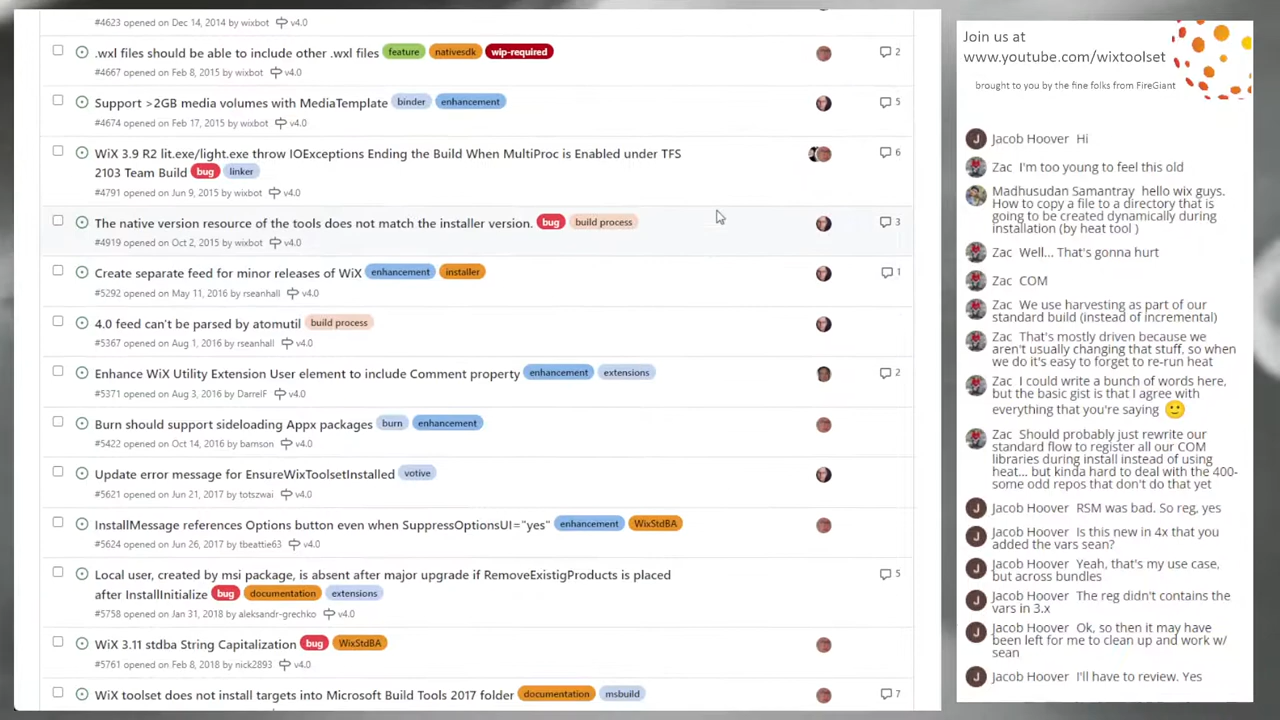 #4623 opened on Dec 14, 2014 by wixbot v4.0
.wxl files should be able to include other .wxl files feature nativesdk wip-required 2
#4667 opened on Feb 8, 2015 by wixbot v4.0
Support >2GB media volumes with MediaTemplate binder enhancement 5
#4674 opened on Feb 17, 2015 by wixbot v4.0
WiX 3.9 R2 lit.exe/light.exe throw IOExceptions Ending the Build When MultiProc is Enabled under TFS 6
2103 Team Build bug linker
#4791 opened on Jun 9, 2015 by wixbot v4.0
The native version resource of the tools does not match the installer version. bug build process 3
#4919 opened on Oct 2, 2015 by wixbot v4.0
Create separate feed for minor releases of WiX enhancement installer 1
#5292 opened on May 11, 2016 by rseanhall v4.0
4.0 feed can't be parsed by atomutil build process
#5367 opened on Aug 1, 2016 by rseanhall v4.0
Enhance WiX Utility Extension User element to include Comment property enhancement extensions 2
#5371 opened on Aug 3, 2016 by DarrelF v4.0
Burn should support sideloading Appx packages burn enhancement
#5422 opened on Oct 14, 2016 by barnson v4.0
Update error message for EnsureWixToolsetInstalled votive
#5621 opened on Jun 21, 2017 by totszwai v4.0
InstallMessage references Options button even when SuppressOptionsUI="yes" enhancement WixStdBA
#5624 opened on Jun 26, 2017 by tbeattie63 v4.0
Local user, created by msi package, is absent after major upgrade if RemoveExistigProducts is placed 5
after InstallInitialize bug documentation extensions
#5758 opened on Jan 31, 2018 by aleksandr-grechko v4.0
WiX 3.11 stdba String Capitalization bug WixStdBA
#5761 opened on Feb 8, 2018 by nick2893 v4.0
WiX toolset does not install targets into Microsoft Build Tools 2017 folder documentation msbuild 7
Join us at
www.youtube.com/wixtoolset
brought to you by the fine folks from FireGiant
J Jacob Hoover Hi
Zac I'm too young to feel this old
Madhusudan Samantray hello wix guys.
How to copy a file to a directory that is
going to be created dynamically during
installation (by heat tool )
Zac Well... That's gonna hurt
Zac COM
Zac We use harvesting as part of our
standard build (instead of incremental)
Zac That's mostly driven because we
aren't usually changing that stuff, so when
we do it's easy to forget to re-run heat
Zac I could write a bunch of words here,
but the basic gist is that I agree with
everything that you're saying 🙂
Zac Should probably just rewrite our
standard flow to register all our COM
libraries during install instead of using
heat... but kinda hard to deal with the 400-
some odd repos that don't do that yet
J Jacob Hoover RSM was bad. So reg, yes
J Jacob Hoover Is this new in 4x that you
added the vars sean?
J Jacob Hoover Yeah, that's my use case,
but across bundles
J Jacob Hoover The reg didn't contains the
vars in 3.x
J Jacob Hoover Ok, so then it may have
been left for me to clean up and work w/
sean
J Jacob Hoover I'll have to review. Yes